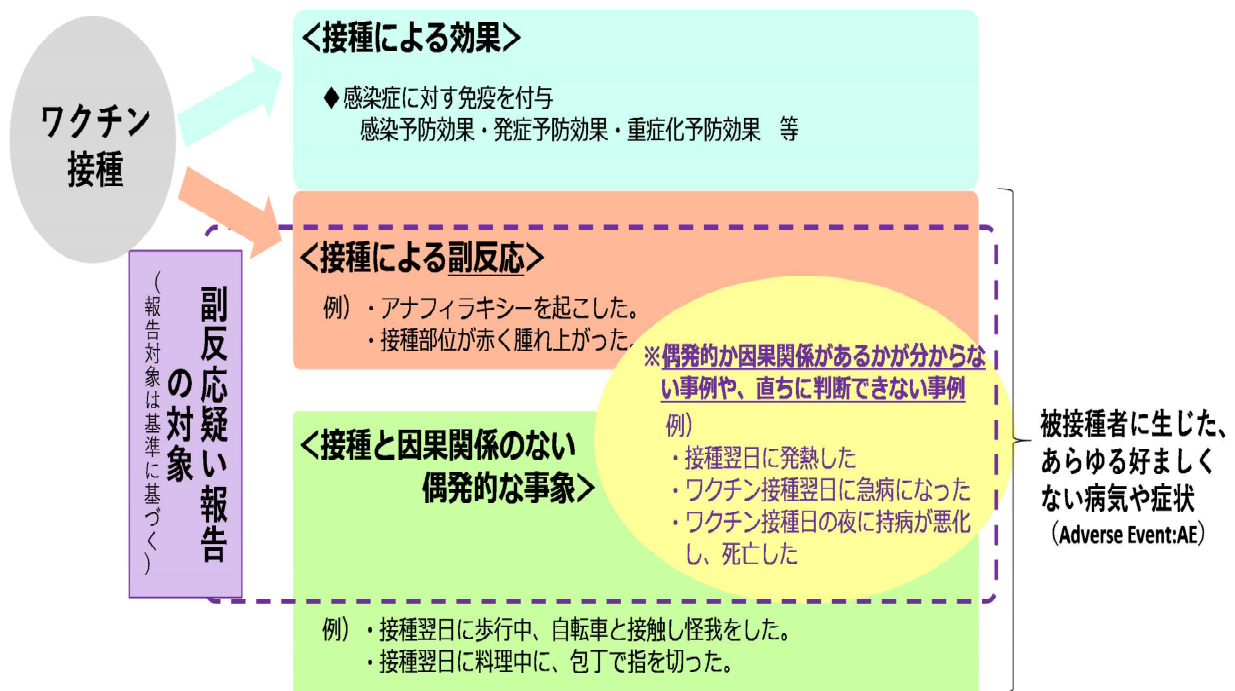 ワクチン
接種
<接種による効果>
◆感染症に対す免疫を付与
感染予防効果・発症予防効果・重症化予防効果 等
<接種による副反応>
例）・アナフィラキシーを起こした。
・接種部位が赤く腫れ上がった。
副反応疑い報告
の対象
（報告対象は基準に基づく）
※偶発的か因果関係があるかが分からな
い事例や、直ちに判断できない事例
例）
・接種翌日に発熱した
・ワクチン接種翌日に急病になった
・ワクチン接種日の夜に持病が悪化
し、死亡した
<接種と因果関係のない
偶発的な事象>
例）・接種翌日に歩行中、自転車と接触し怪我をした。
・接種翌日に料理中に、包丁で指を切った。
被接種者に生じた、
あらゆる好ましく
ない病気や症状
（Adverse Event:AE）